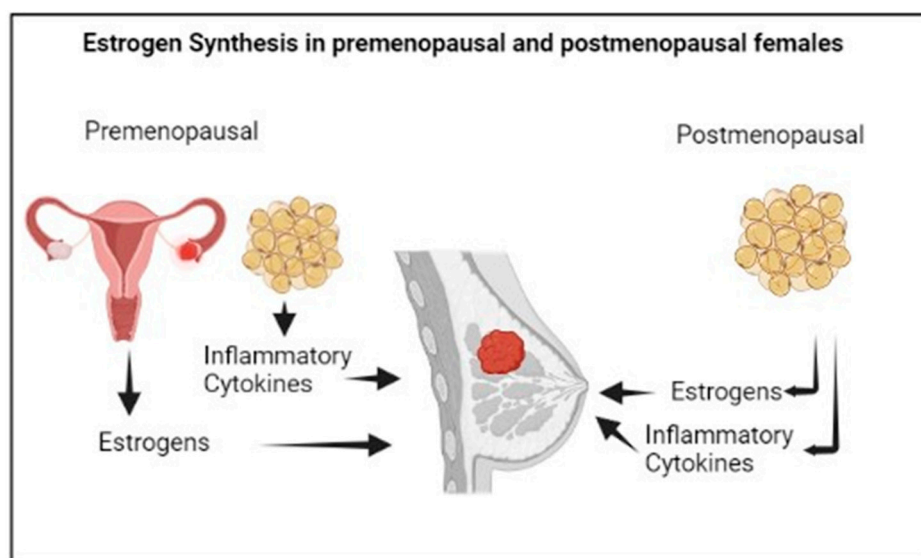 Estrogen Synthesis in premenopausal and postmenopausal females
Premenopausal
Postmenopausal
Inflammatory
Cytokines
Estrogens
Estrogens
Inflammatory
Cytokines